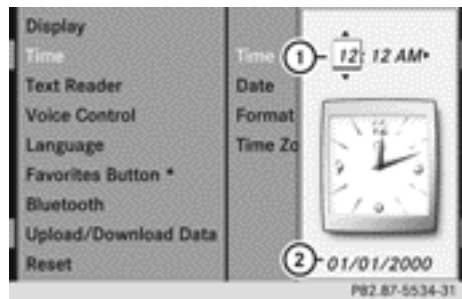 Display
Time
Text Reader
Voice Control
Language
Favorites Button *
Bluetooth
Upload/Download Data
Reset
Time
Date
Format
Time Zo
1
12: 12 AM
12
2
01/01/2000
P82.87-5534-31